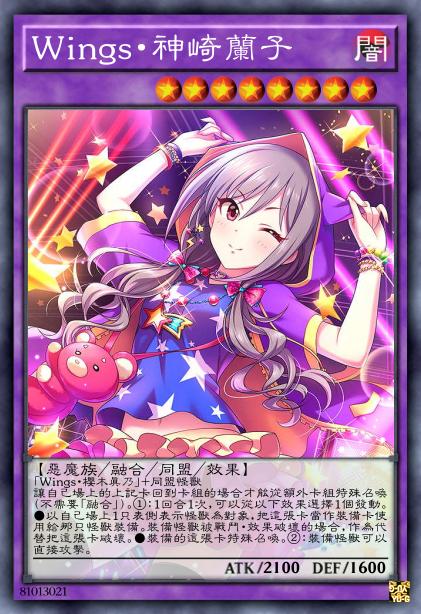 Wings・神崎蘭子
闇
【惡魔族／融合／同盟／效果】
「Wings・櫻木真乃」+同盟怪獸
讓自己場上的上記卡回到卡組的場合才能從額外卡組特殊召喚
(不需要「融合」)。①:1回合1次,可以從以下效果選擇1個發動。
●以自己場上1只表側表示怪獸為對象,把這張卡當作裝備卡使
用給那只怪獸裝備。裝備怪獸被戰鬥・效果破壞的場合,作為代
替把這張卡破壞。●裝備的這張卡特殊召喚。②:裝備怪獸可以
直接攻擊。
ATK/2100 DEF/1600
81013021